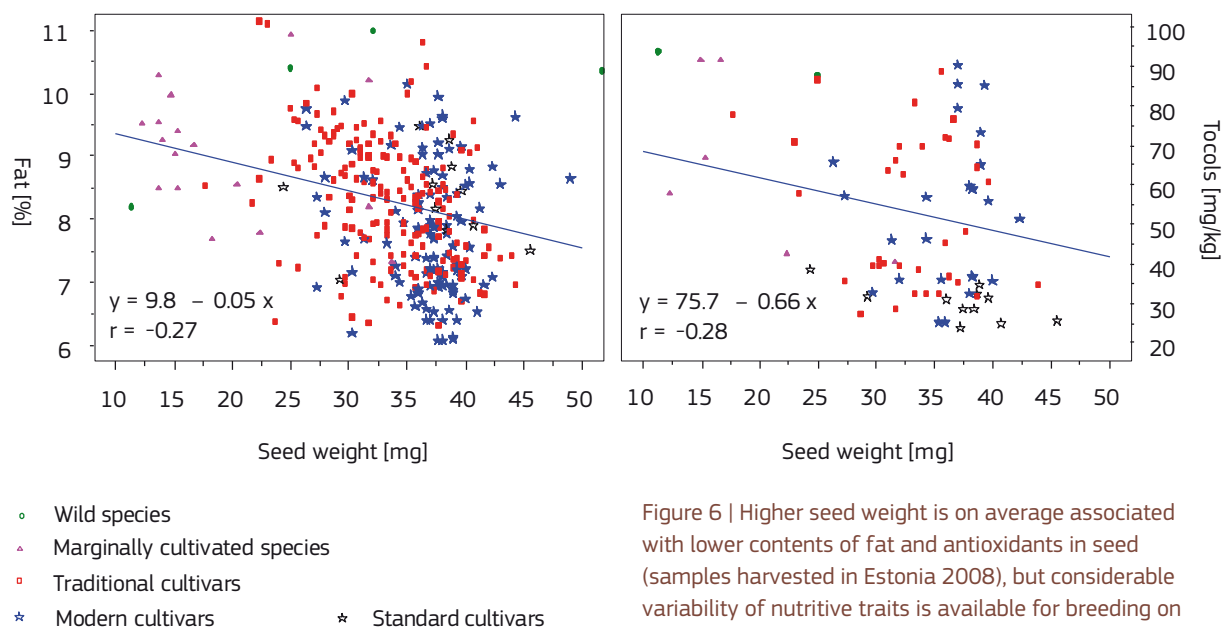 11
10
9
8
7
6
Fat [%]
y = 9.8 – 0.05 x
r = -0.27
10 15 20 25 30 35 40 45 50
Seed weight [mg]
100
90
80
70
60
50
40
30
20
Tocols [mg/kg]
y = 75.7 – 0.66 x
r = -0.28
10 15 20 25 30 35 40 45 50
Seed weight [mg]
Wild species
Marginally cultivated species
Traditional cultivars
Modern cultivars
Standard cultivars
Figure 6 | Higher seed weight is on average associated
with lower contents of fat and antioxidants in seed
(samples harvested in Estonia 2008), but considerable
variability of nutritive traits is available for breeding on